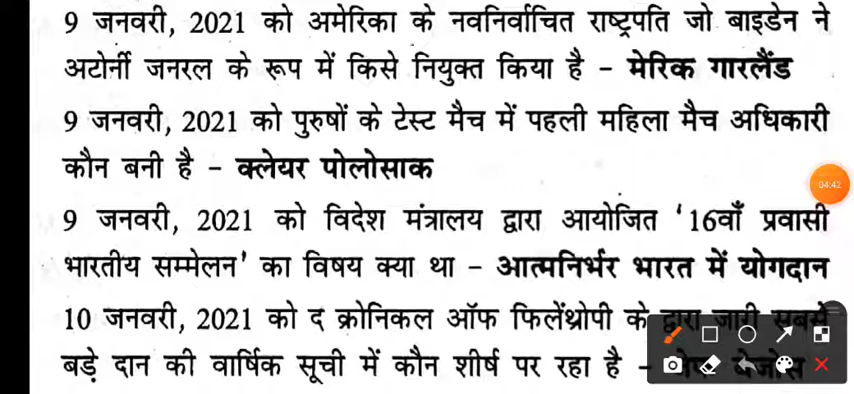 9 जनवरी, 2021 को अमेरिका के नवनिर्वाचित राष्ट्रपति जो बाइडेन ने
अटोर्नी जनरल के रूप में किसे नियुक्त किया है – मेरिक गारलैंड
9 जनवरी, 2021 को पुरुषों के टेस्ट मैच में पहली महिला मैच अधिकारी
कौन बनी है – क्लेयर पोलोसाक
04:42
9 जनवरी, 2021 को विदेश मंत्रालय द्वारा आयोजित '16वाँ प्रवासी
भारतीय सम्मेलन' का विषय क्या था – आत्मनिर्भर भारत में योगदान
10 जनवरी, 2021 को द क्रोनिकल ऑफ फिलेंथ्रोपी के द्वारा जारी सबसे
बड़े दान की वार्षिक सूची में कौन शीर्ष पर रहा है –